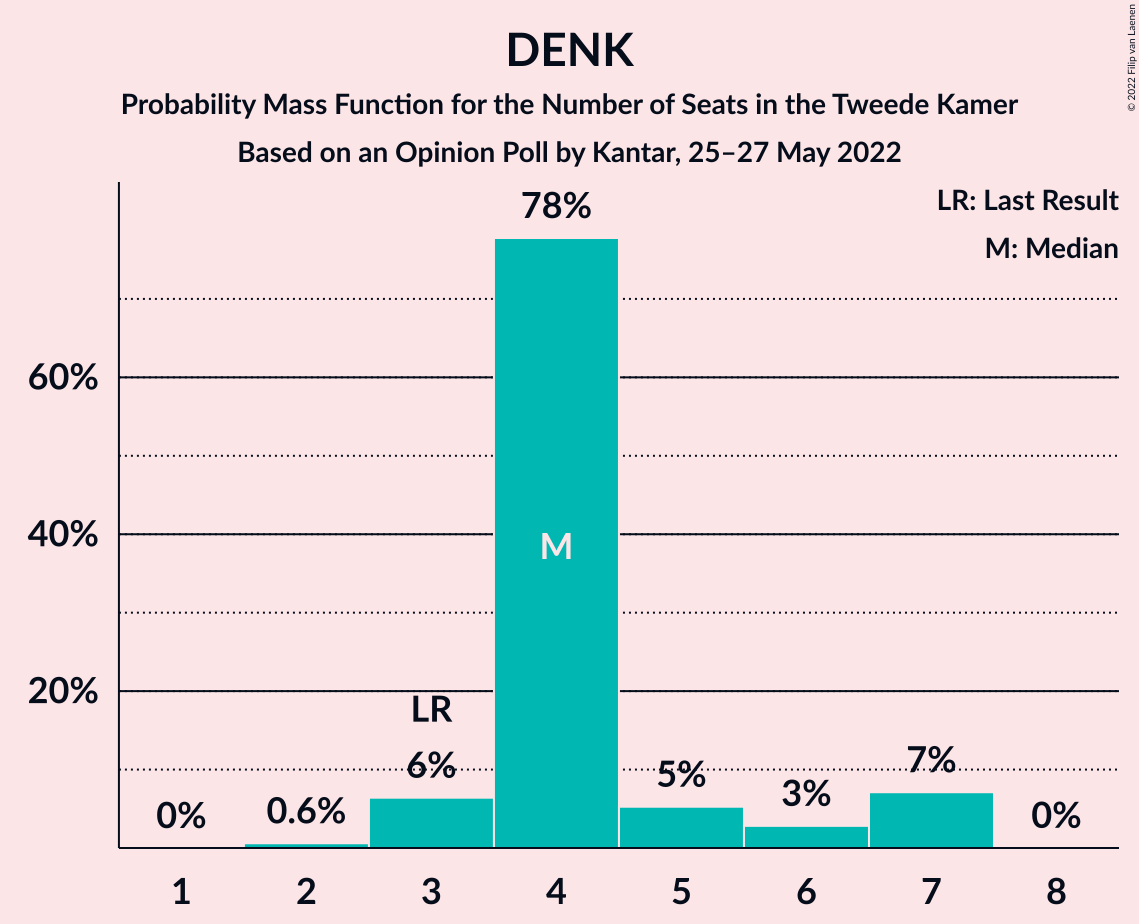 DENK
Probability Mass Function for the Number of Seats in the Tweede Kamer
Based on an Opinion Poll by Kantar, 25–27 May 2022
© 2022 Filip van Laenen
LR: Last Result
M: Median
78%
60%
40%
20%
M
LR
0%
0.6%
6%
5%
3%
7%
0%
1 2 3 4 5 6 7 8